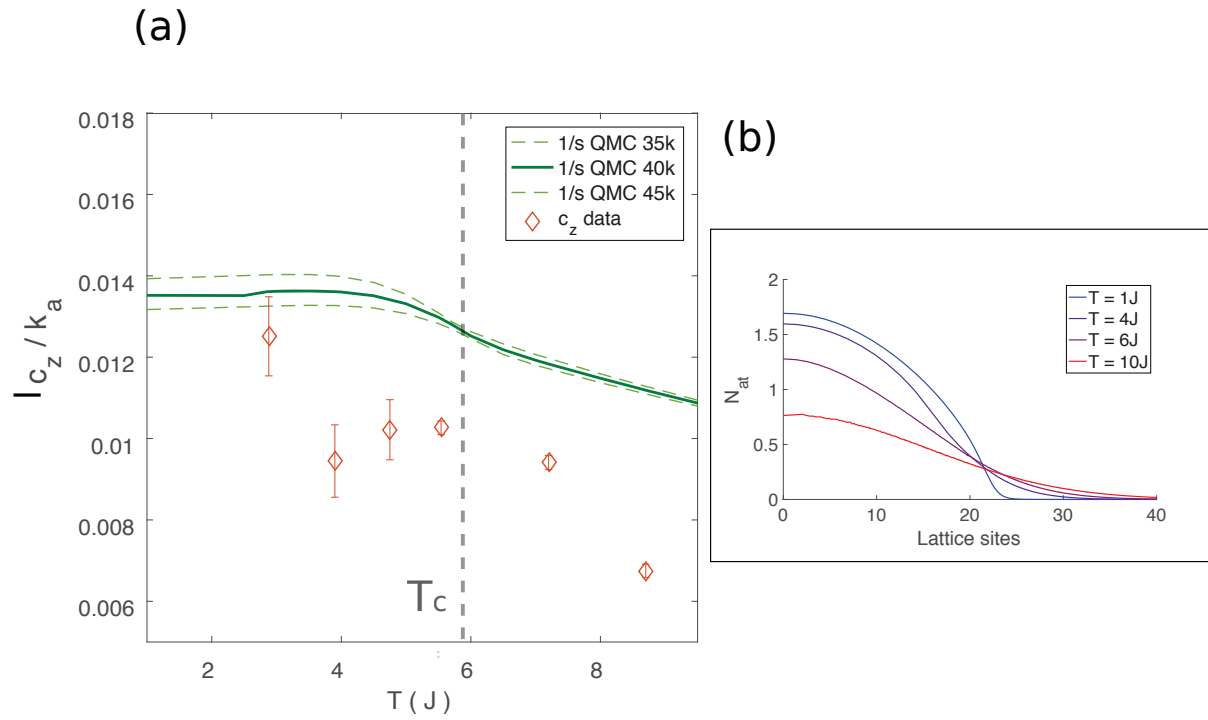 (a)
0.018
0.016
0.014
0.012
0.01
0.008
0.006
l c_z / k_a
1/s QMC 35k
1/s QMC 40k
1/s QMC 45k
c_z data
Tc
2 4 6 8
T ( J )
(b)
2
1.5
1
0.5
0
N_at
T = 1J
T = 4J
T = 6J
T = 10J
0 10 20 30 40
Lattice sites